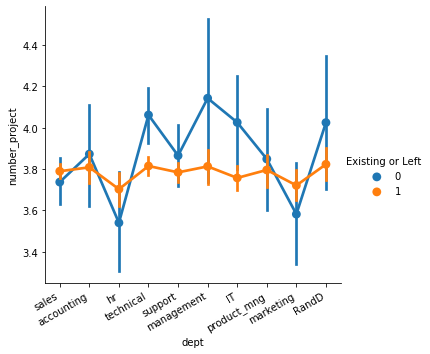 4.4
4.2
4.0
3.8
3.6
3.4
number_project
sales
accounting
hr
technical
support
management
IT
product_mng
marketing
RandD
dept
Existing or Left
0
1